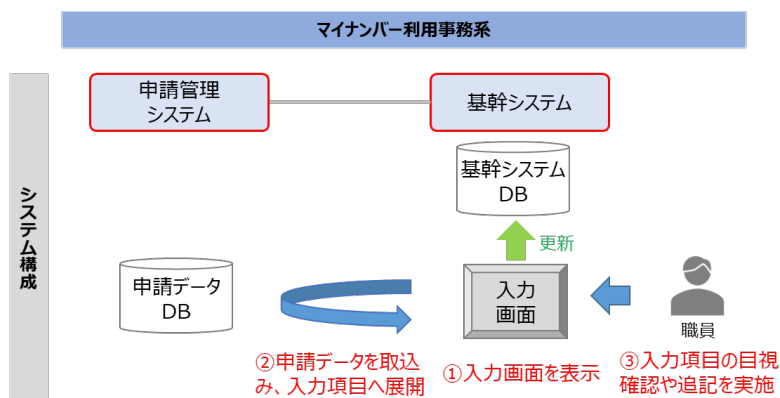 マイナンバー利用事務系
申請管理
システム
基幹システム
基幹システム
DB
システム構成
更新
申請データ
DB
入力
画面
職員
②申請データを取込
み、入力項目へ展開
①入力画面を表示
③入力項目の目視
確認や追記を実施